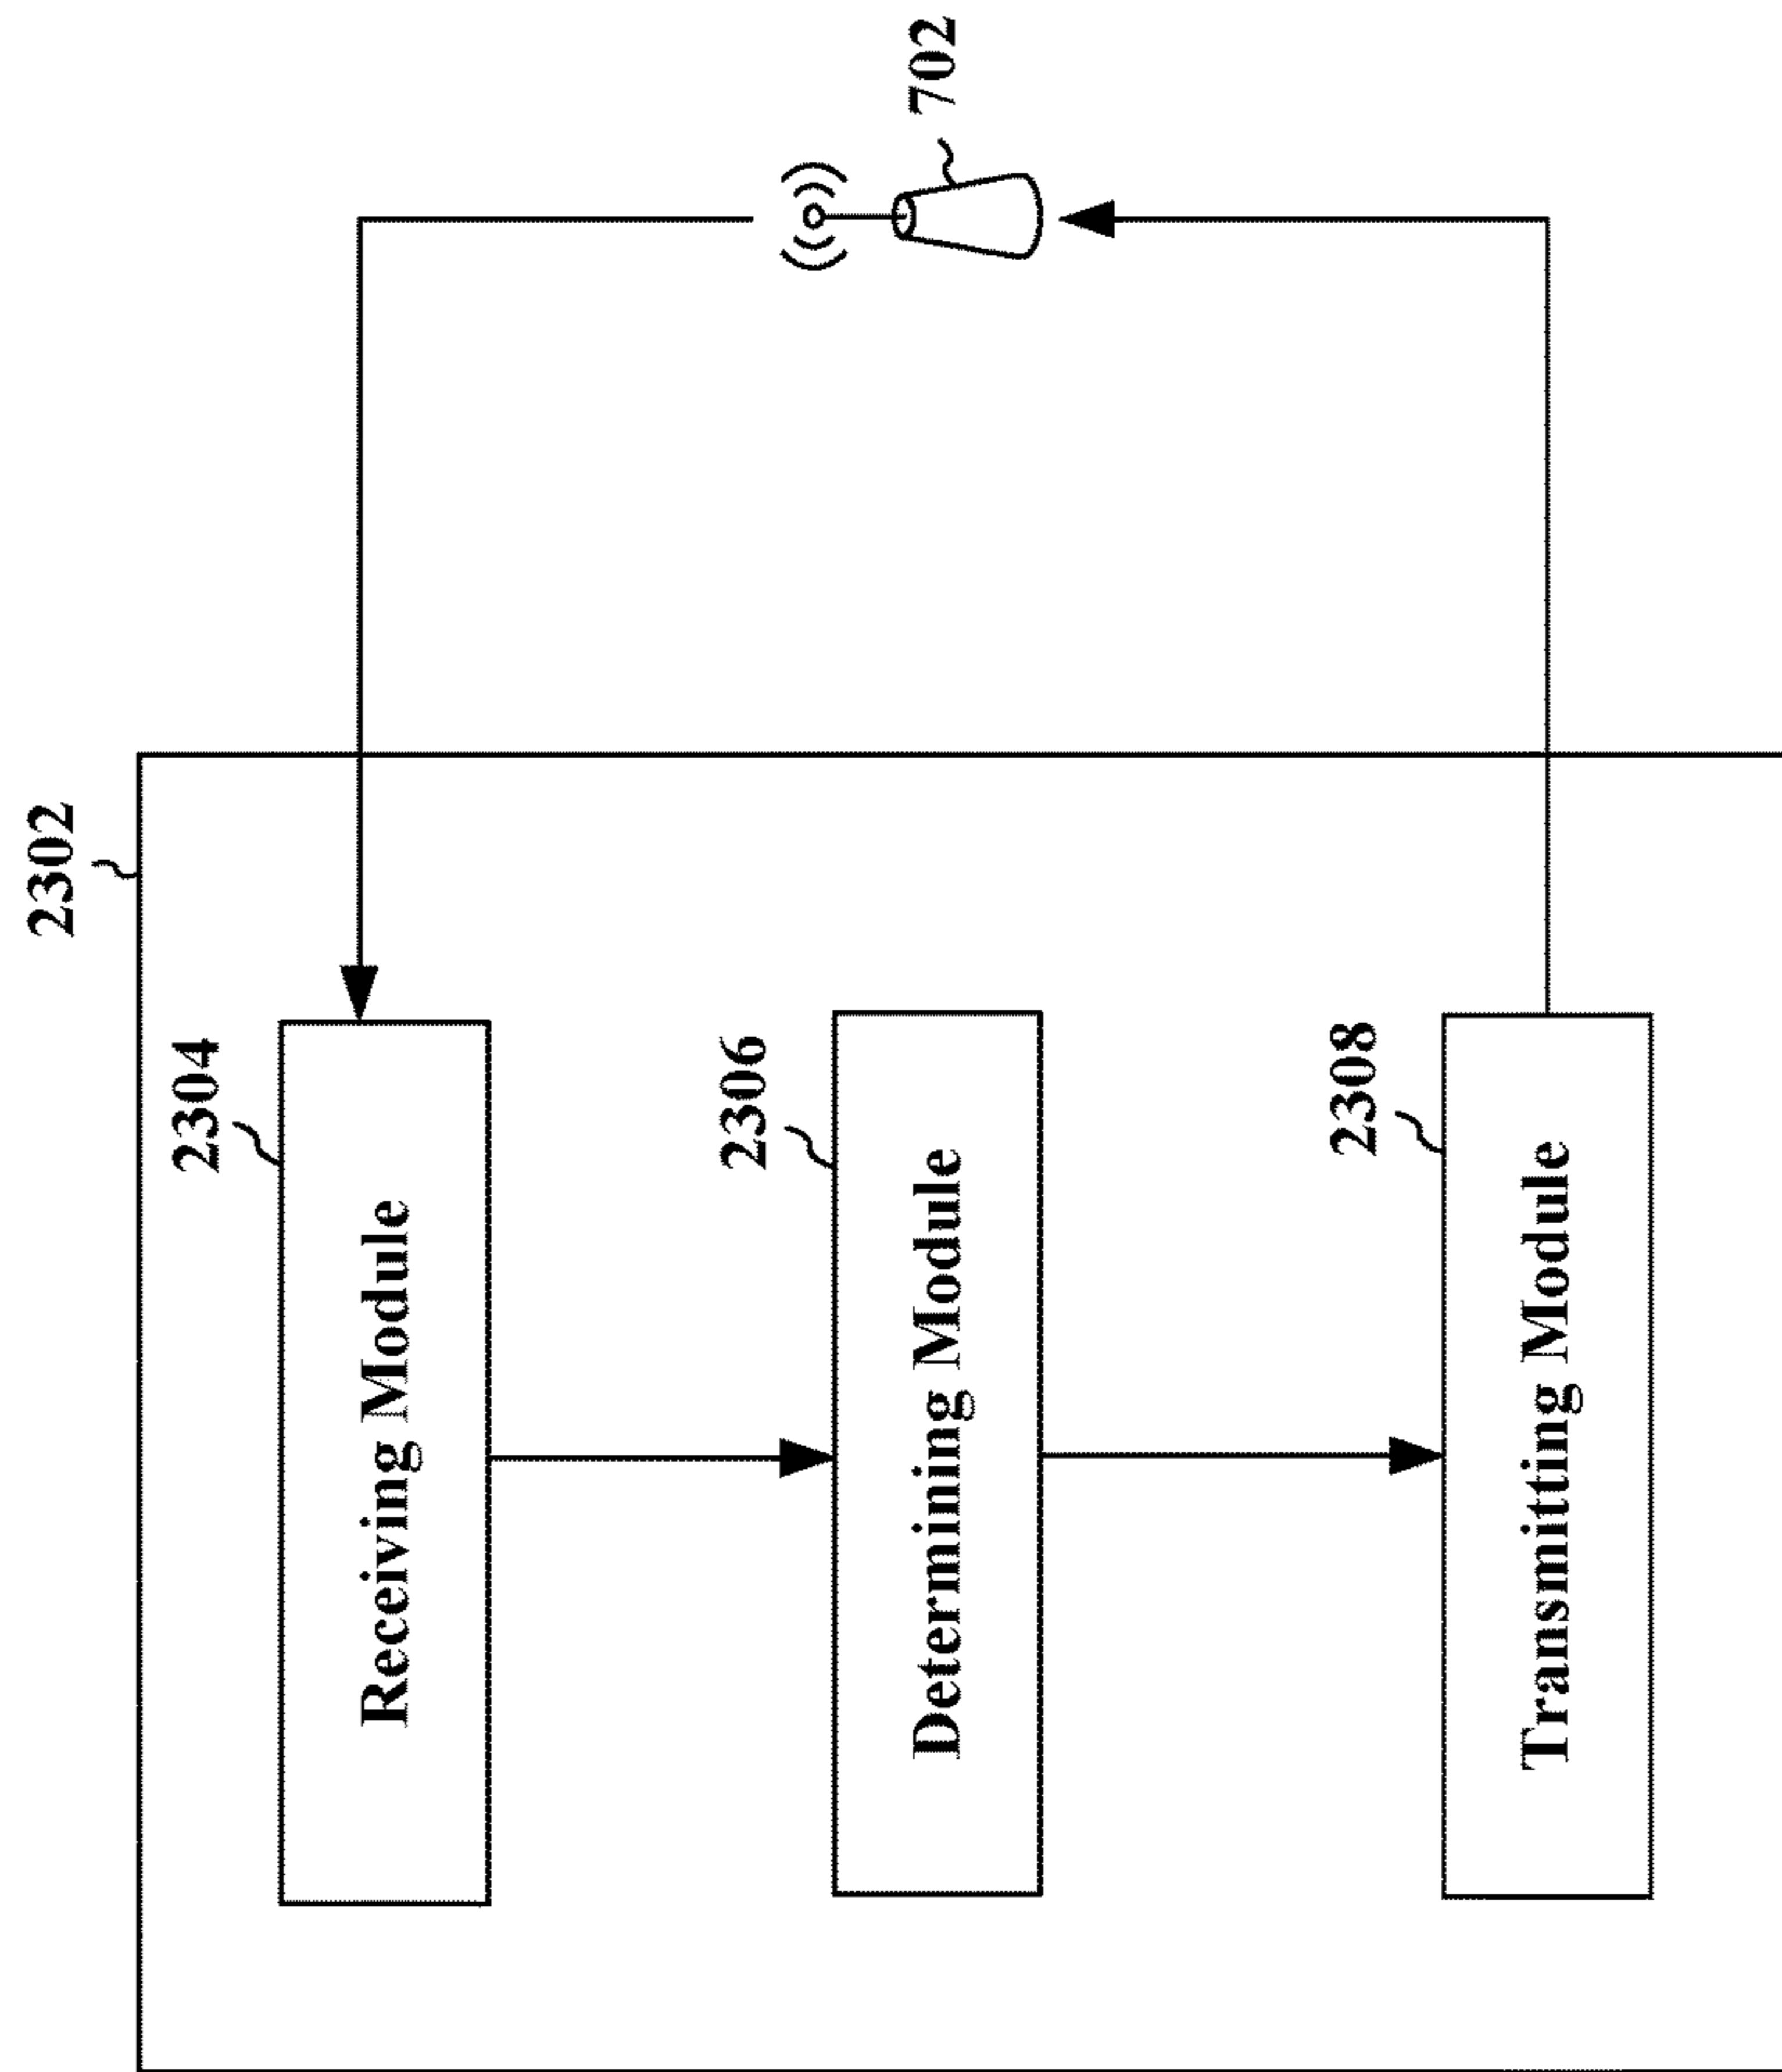 2302
2304
Receiving Module
2306
Determining Module
2308
Transmitting Module
702